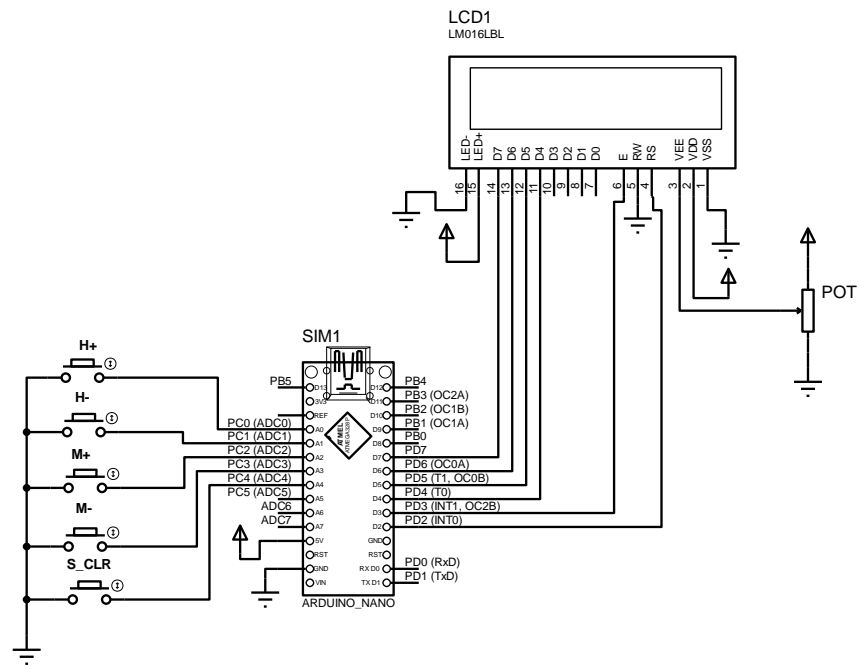 LCD1
LM016LBL
LED-
LED+
D7
D6
D5
D4
D3
D2
D1
D0
E
RW
RS
VEE
VDD
VSS
16
15
14
13
12
11
10
9
8
7
6
5
4
3
2
1
POT
SIM1
H+
H-
M+
M-
S_CLR
PB5
PC0 (ADC0)
PC1 (ADC1)
PC2 (ADC2)
PC3 (ADC3)
PC4 (ADC4)
PC5 (ADC5)
ADC6
ADC7
D13
3V3
REF
A0
A1
A2
A3
A4
A5
A6
A7
5V
RST
GND
VIN
ATMEL
ATMEGA328P
D12
D11
D10
D9
D8
D7
D6
D5
D4
D3
D2
GND
RST
RX D0
TX D1
PB4
PB3 (OC2A)
PB2 (OC1B)
PB1 (OC1A)
PB0
PD7
PD6 (OC0A)
PD5 (T1, OC0B)
PD4 (T0)
PD3 (INT1, OC2B)
PD2 (INT0)
PD0 (RxD)
PD1 (TxD)
ARDUINO_NANO